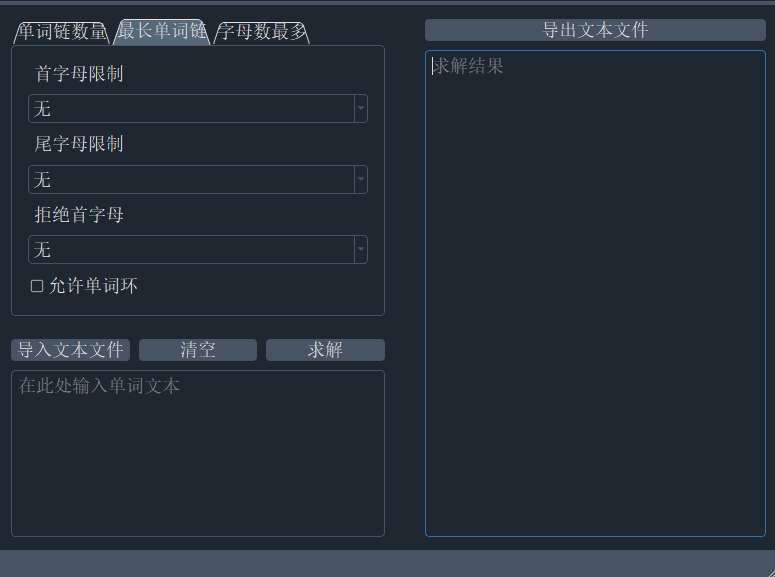 单词链数量 最长单词链 字母数最多
首字母限制
无
尾字母限制
无
拒绝首字母
无
允许单词环
导入文本文件 清空 求解
在此处输入单词文本
导出文本文件
求解结果